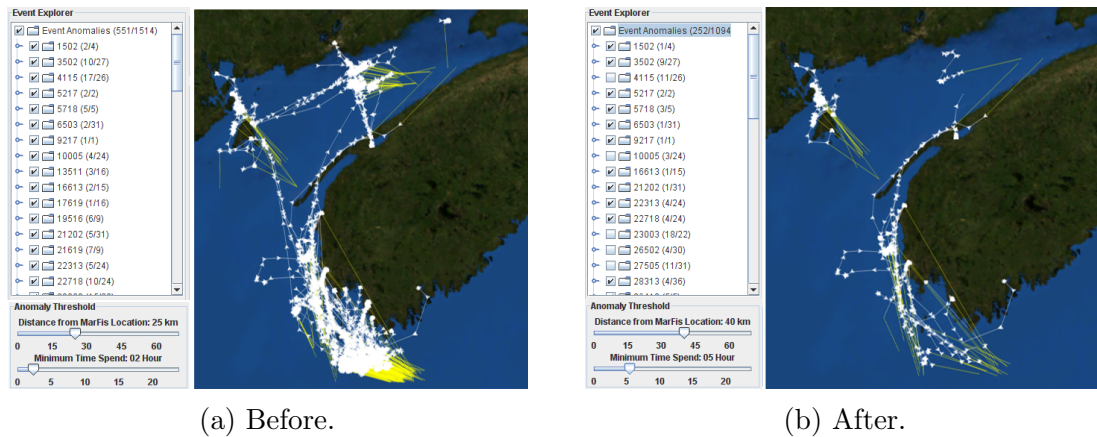 Event Explorer
Event Anomalies (551/1514)
1502 (2/4)
3502 (10/27)
4115 (17/26)
5217 (2/2)
5718 (5/5)
6503 (2/31)
9217 (1/1)
10005 (4/24)
13511 (3/16)
16613 (2/15)
17619 (1/16)
19516 (6/9)
21202 (5/31)
21619 (7/9)
22313 (5/24)
22718 (10/24)
Anomaly Threshold
Distance from MarFis Location: 25 km
0 15 30 45 60
Minimum Time Spend: 02 Hour
0 5 10 15 20
(a) Before.
Event Explorer
Event Anomalies (252/1094
1502 (1/4)
3502 (9/27)
4115 (11/26)
5217 (2/2)
5718 (3/5)
6503 (1/31)
9217 (1/1)
10005 (3/24)
16613 (1/15)
21202 (1/31)
22313 (4/24)
22718 (4/24)
23003 (18/22)
26502 (4/30)
27505 (11/31)
28313 (4/36)
Anomaly Threshold
Distance from MarFis Location: 40 km
0 15 30 45 60
Minimum Time Spend: 05 Hour
0 5 10 15 20
(b) After.